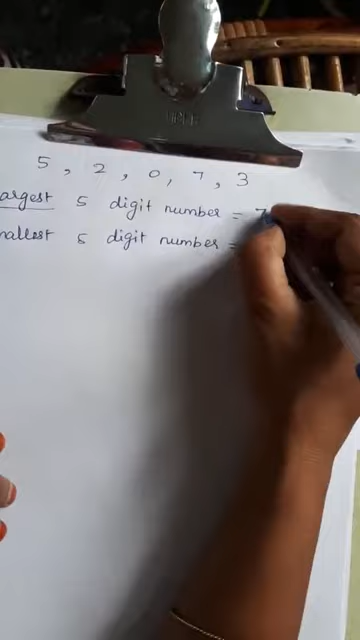 5 , 2 , 0 , 7 , 3
argest 5 digit number = 7
mallest 5 digit number =